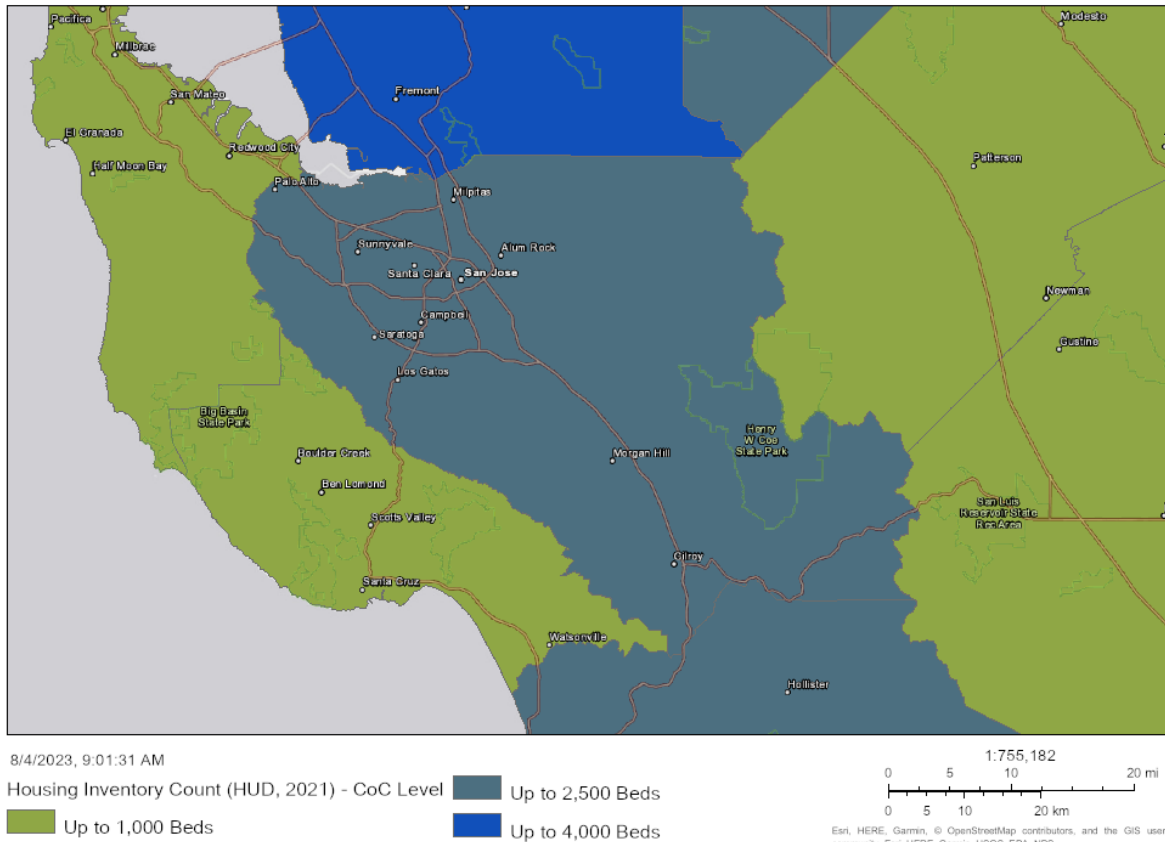 Pacifica
Modesto
Millbrae
Fremont
San Mateo
El Granada
Redwood City
Half Moon Bay
Patterson
Palo Alto
Milpitas
Sunnyvale
Alum Rock
Santa Clara
San Jose
Newman
Campbell
Saratoga
Gustine
Los Gatos
Big Basin
State Park
Henry
W Coe
State Park
Boulder Creek
Morgan Hill
Ben Lomond
San Luis
Reservoir State
Rec Area
Scotts Valley
Gilroy
Santa Cruz
Watsonville
Hollister
8/4/2023, 9:01:31 AM
1:755,182
Housing Inventory Count (HUD, 2021) - CoC Level
Up to 1,000 Beds
Up to 2,500 Beds
Up to 4,000 Beds
0 5 10 20 mi
0 5 10 20 km
Esri, HERE, Garmin, © OpenStreetMap contributors, and the GIS user